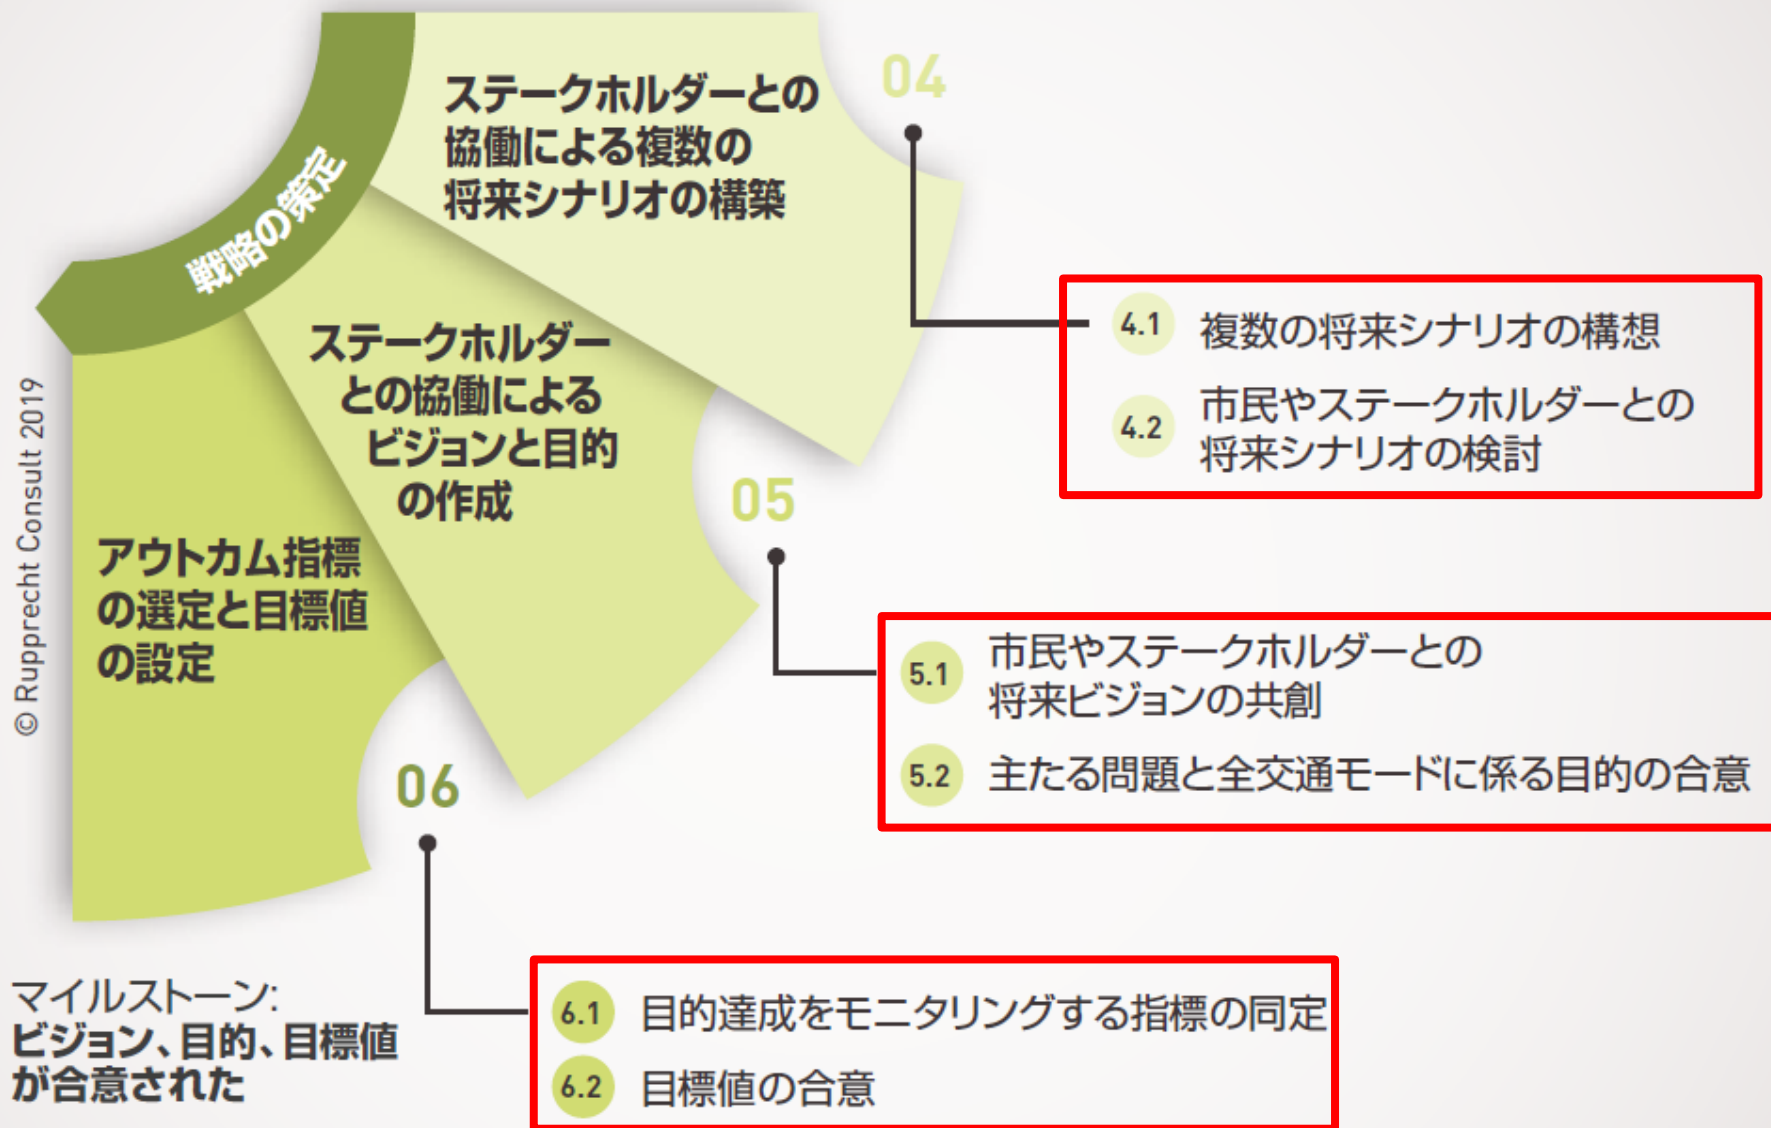 戦略の策定
ステークホルダーとの
協働による複数の
将来シナリオの構築
04
4.1 複数の将来シナリオの構想
4.2 市民やステークホルダーとの
将来シナリオの検討
ステークホルダー
との協働による
ビジョンと目的
の作成
05
5.1 市民やステークホルダーとの
将来ビジョンの共創
5.2 主たる問題と全交通モードに係る目的の合意
アウトカム指標
の選定と目標値
の設定
06
6.1 目的達成をモニタリングする指標の同定
6.2 目標値の合意
マイルストーン:
ビジョン、目的、目標値
が合意された
© Rupprecht Consult 2019